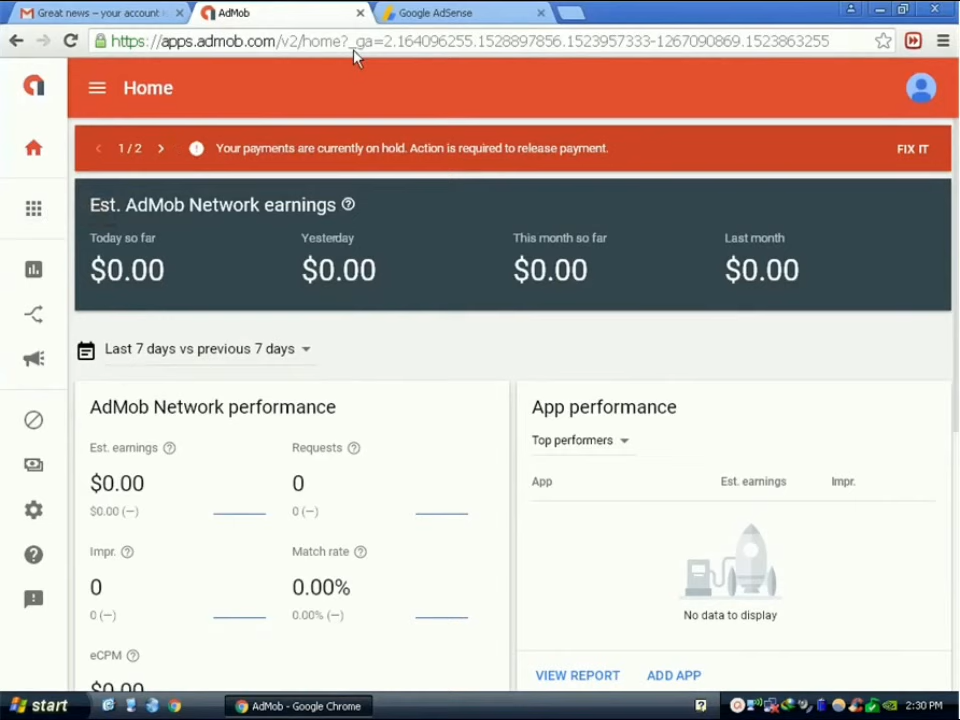 Great news – your account i
AdMob
Google AdSense
https://apps.admob.com/v2/home?_ga=2.164096255.1528897856.1523957333-1267090869.1523863255
Home
1 / 2
Your payments are currently on hold. Action is required to release payment.
FIX IT
Est. AdMob Network earnings
Today so far
Yesterday
This month so far
Last month
$0.00
$0.00
$0.00
$0.00
Last 7 days vs previous 7 days
AdMob Network performance
Est. earnings
Requests
$0.00
0
$0.00 (—)
0 (—)
Impr.
Match rate
0
0.00%
0 (—)
0.00% (—)
eCPM
$0.00
App performance
Top performers
App
Est. earnings
Impr.
No data to display
VIEW REPORT
ADD APP
start
AdMob - Google Chrome
2:30 PM